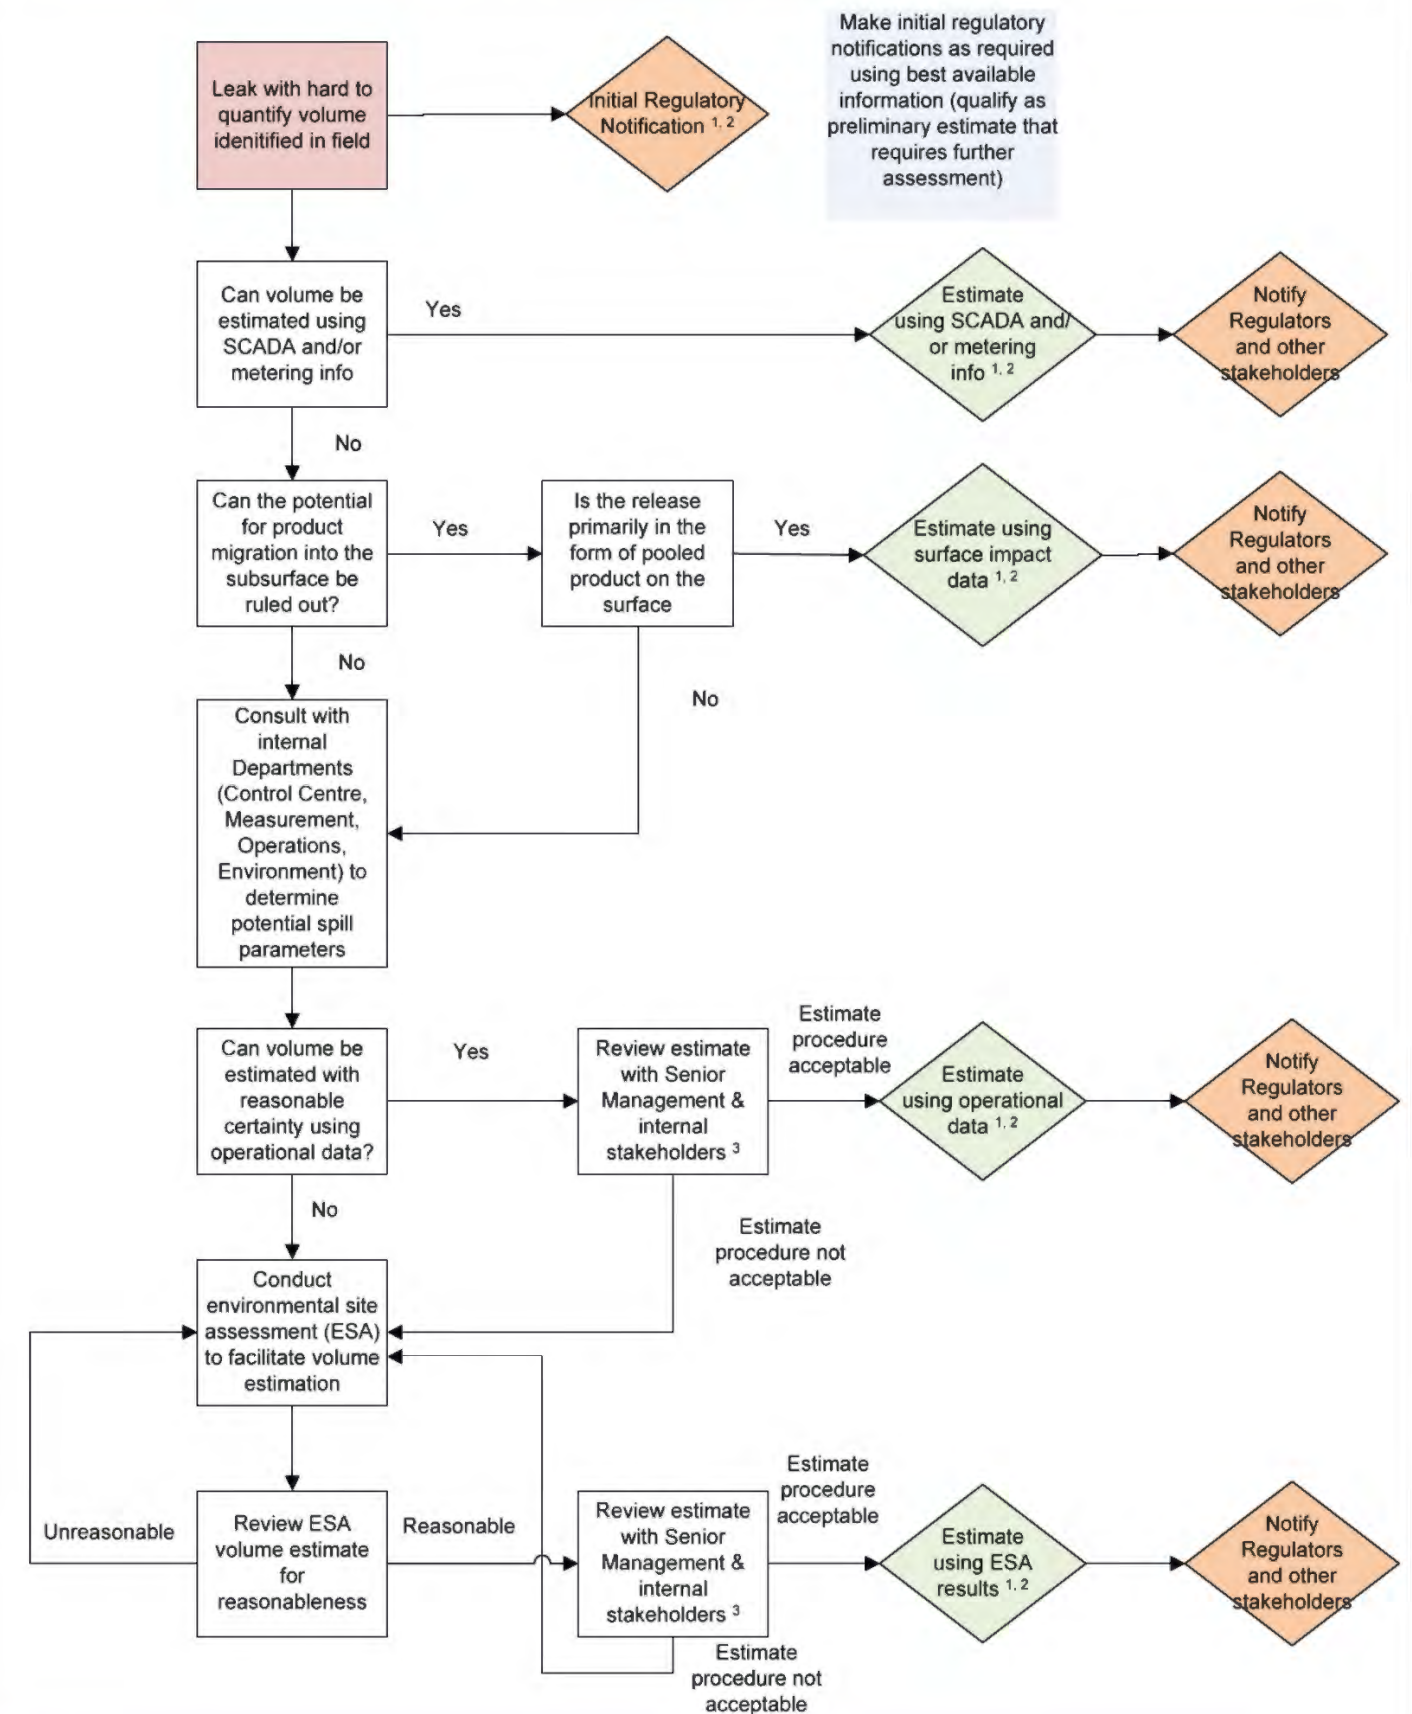 Leak with hard to
quantify volume
idenitified in field
Initial Regulatory
Notification 1, 2
Make initial regulatory
notifications as required
using best available
information (qualify as
preliminary estimate that
requires further
assessment)
Can volume be
estimated using
SCADA and/or
metering info
Yes
Estimate
using SCADA and/
or metering
info 1, 2
Notify
Regulators
and other
stakeholders
No
Can the potential
for product
migration into the
subsurface be
ruled out?
Yes
Is the release
primarily in the
form of pooled
product on the
surface
Yes
Estimate using
surface impact
data 1, 2
Notify
Regulators
and other
stakeholders
No
No
Consult with
internal
Departments
(Control Centre,
Measurement,
Operations,
Environment) to
determine
potential spill
parameters
Can volume be
estimated with
reasonable
certainty using
operational data?
Yes
Review estimate
with Senior
Management &
internal
stakeholders 3
Estimate
procedure
acceptable
Estimate
using operational
data 1, 2
Notify
Regulators
and other
stakeholders
No
Estimate
procedure not
acceptable
Conduct
environmental site
assessment (ESA)
to facilitate volume
estimation
Unreasonable
Review ESA
volume estimate
for
reasonableness
Reasonable
Review estimate
with Senior
Management &
internal
stakeholders 3
Estimate
procedure
acceptable
Estimate
using ESA
results 1, 2
Notify
Regulators
and other
stakeholders
Estimate
procedure not
acceptable